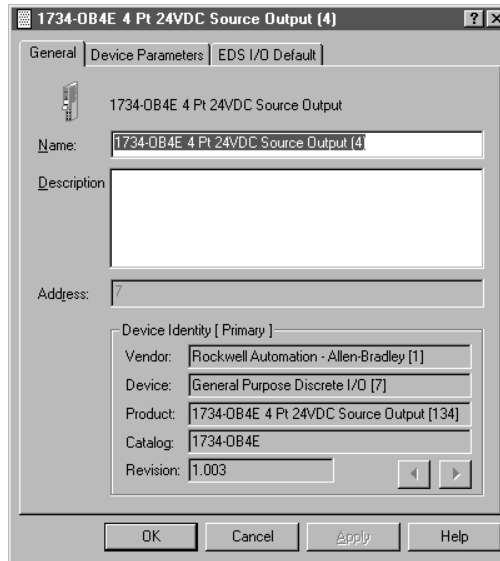 1734-OB4E 4 Pt 24VDC Source Output (4)
General Device Parameters EDS I/O Default
1734-OB4E 4 Pt 24VDC Source Output
Name: 1734-OB4E 4 Pt 24VDC Source Output (4)
Description
Address: 7
Device Identity [ Primary ]
Vendor: Rockwell Automation - Allen-Bradley [1]
Device: General Purpose Discrete I/O [7]
Product: 1734-OB4E 4 Pt 24VDC Source Output [134]
Catalog: 1734-OB4E
Revision: 1.003
OK Cancel Apply Help